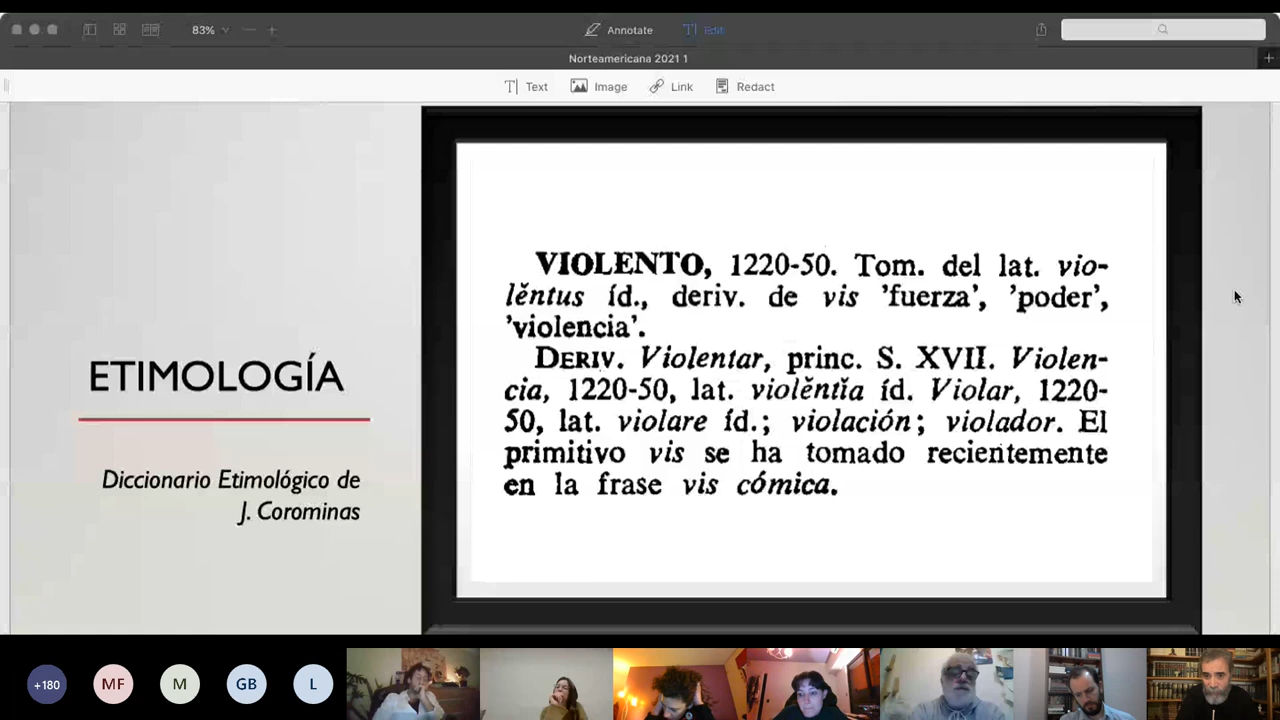 83%
Annotate
Edit
Norteamericana 2021 1
Text
Image
Link
Redact
ETIMOLOGÍA
Diccionario Etimológico de
J. Corominas
VIOLENTO, 1220-50. Tom. del lat. vio-
lĕntus íd., deriv. de vis 'fuerza', 'poder',
'violencia'.
DERIV. Violentar, princ. S. XVII. Violen-
cia, 1220-50, lat. violĕntĭa íd. Violar, 1220-
50, lat. violare íd.; violación; violador. El
primitivo vis se ha tomado recientemente
en la frase vis cómica.
+180
MF
M
GB
L